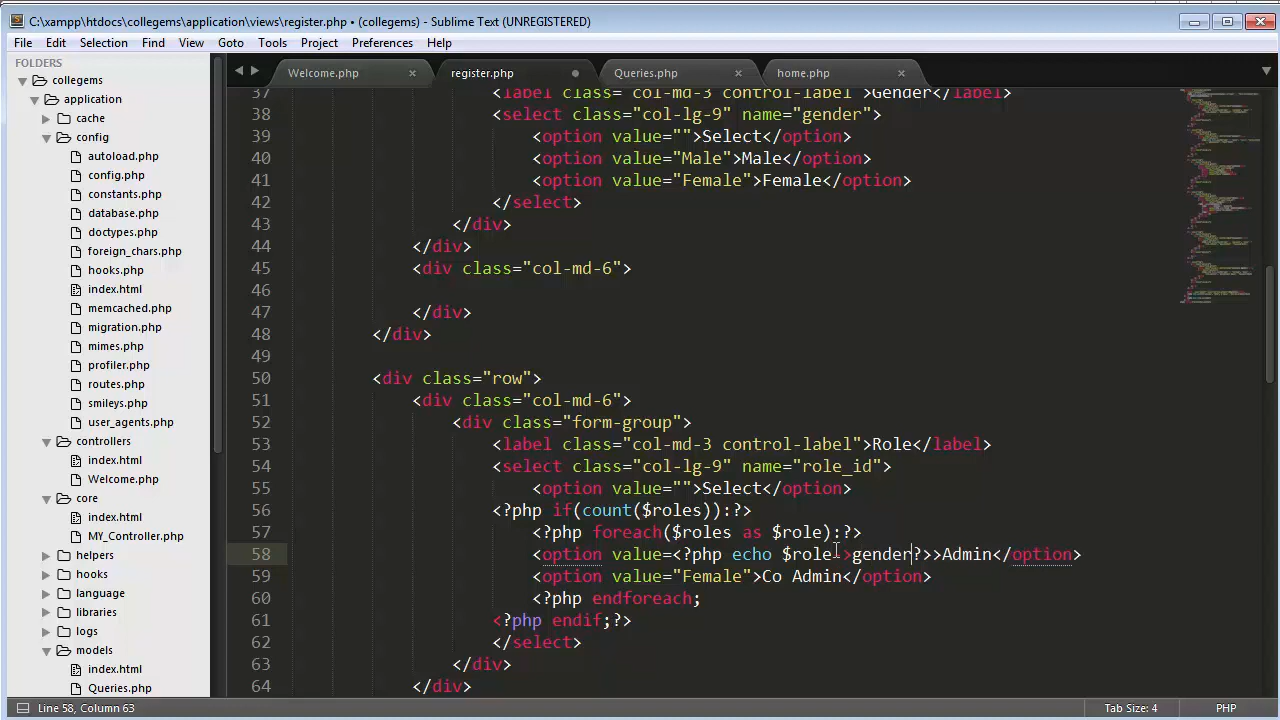 C:\xampp\htdocs\collegems\application\views\register.php • (collegems) - Sublime Text (UNREGISTERED)
File Edit Selection Find View Goto Tools Project Preferences Help
FOLDERS
collegems
application
cache
config
autoload.php
config.php
constants.php
database.php
doctypes.php
foreign_chars.php
hooks.php
index.html
memcached.php
migration.php
mimes.php
profiler.php
routes.php
smileys.php
user_agents.php
controllers
index.html
Welcome.php
core
index.html
MY_Controller.php
helpers
hooks
language
libraries
logs
models
index.html
Queries.php
Welcome.php register.php Queries.php home.php
37 <label class="col-md-3 control-label">Gender</label>
38 <select class="col-lg-9" name="gender">
39 <option value="">Select</option>
40 <option value="Male">Male</option>
41 <option value="Female">Female</option>
42 </select>
43 </div>
44 </div>
45 <div class="col-md-6">
46
47 </div>
48 </div>
49
50 <div class="row">
51 <div class="col-md-6">
52 <div class="form-group">
53 <label class="col-md-3 control-label">Role</label>
54 <select class="col-lg-9" name="role_id">
55 <option value="">Select</option>
56 <?php if(count($roles)):?>
57 <?php foreach($roles as $role):?>
58 <option value=<?php echo $role->gender?>>Admin</option>
59 <option value="Female">Co Admin</option>
60 <?php endforeach;
61 <?php endif;?>
62 </select>
63 </div>
64 </div>
Line 58, Column 63 Tab Size: 4 PHP